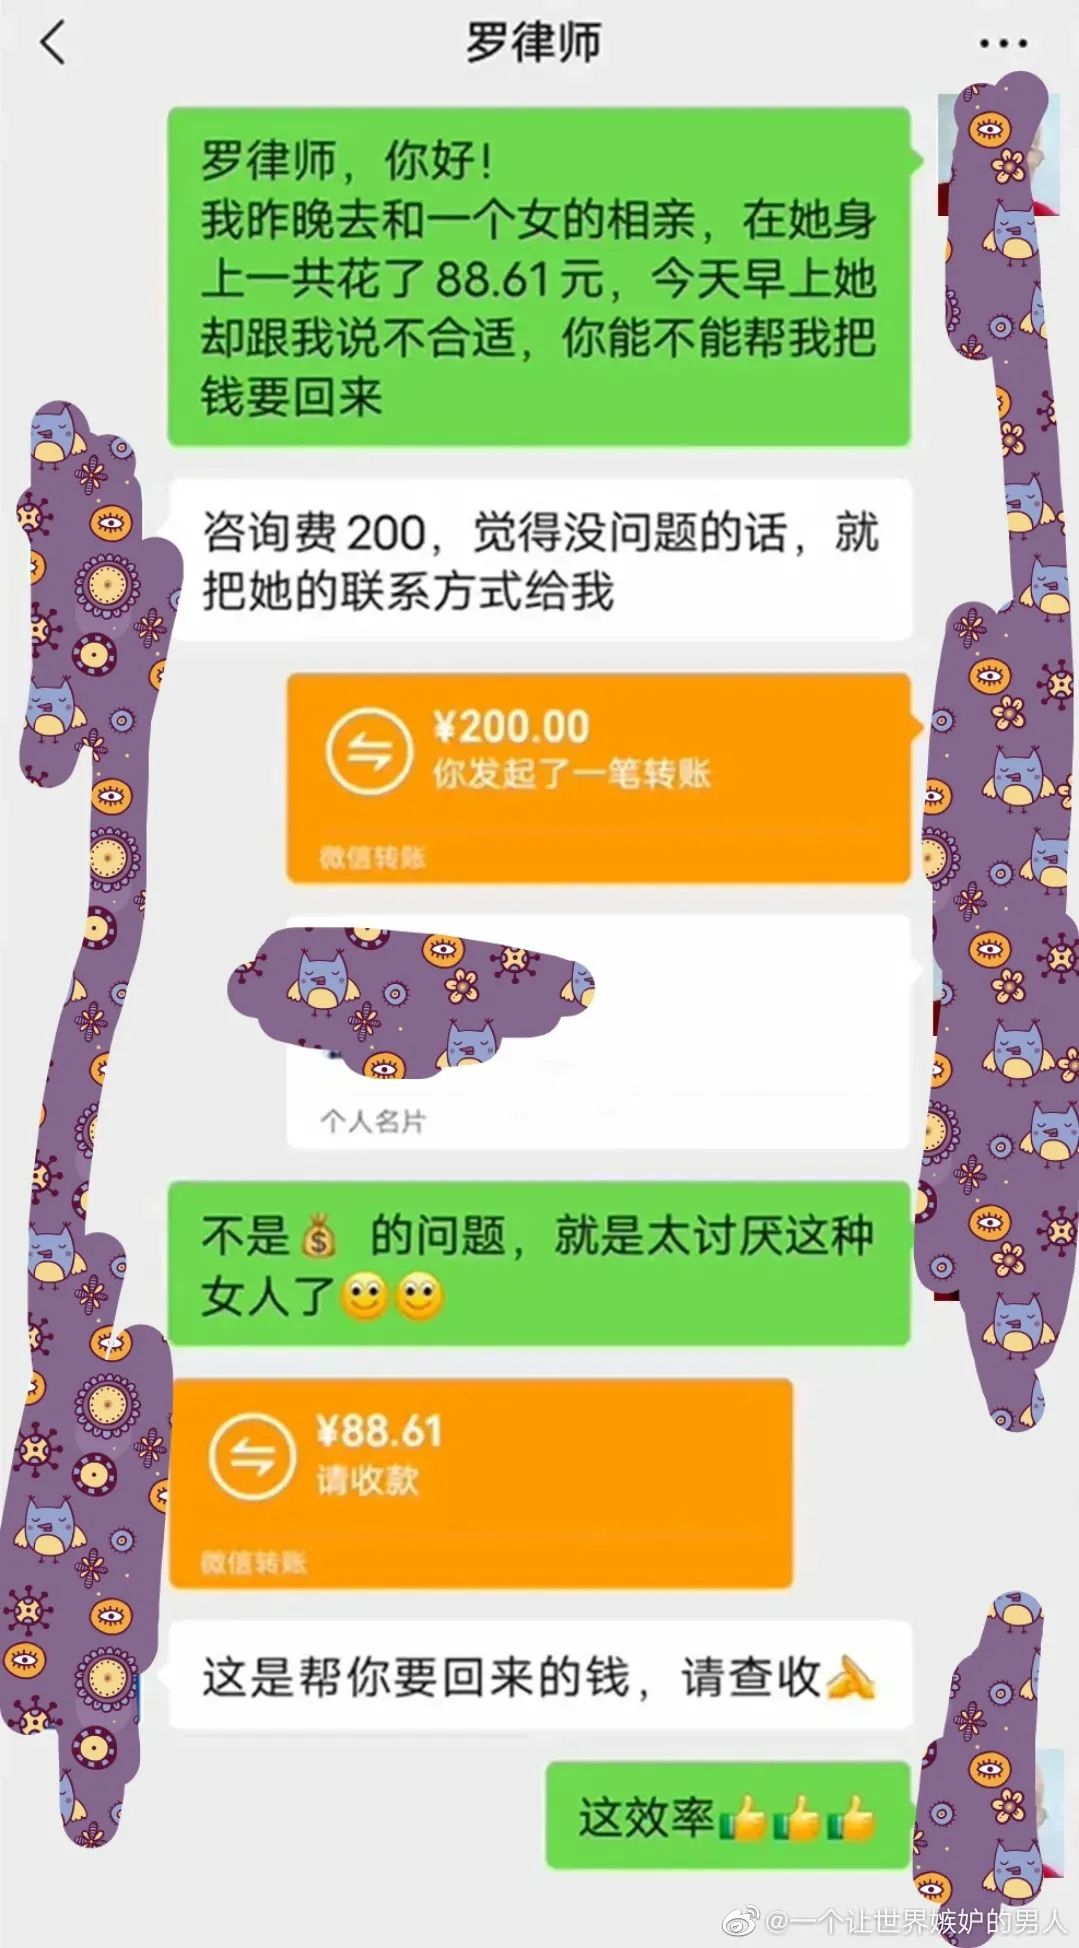 罗律师
罗律师，你好！
我昨晚去和一个女的相亲，在她身
上一共花了88.61元，今天早上她
却跟我说不合适，你能不能帮我把
钱要回来
咨询费200，觉得没问题的话，就
把她的联系方式给我
¥200.00
你发起了一笔转账
微信转账
个人名片
不是💰 的问题，就是太讨厌这种
女人了🙂🙂
¥88.61
请收款
微信转账
这是帮你要回来的钱，请查收
这效率👍👍👍
@一个让世界嫉妒的男人